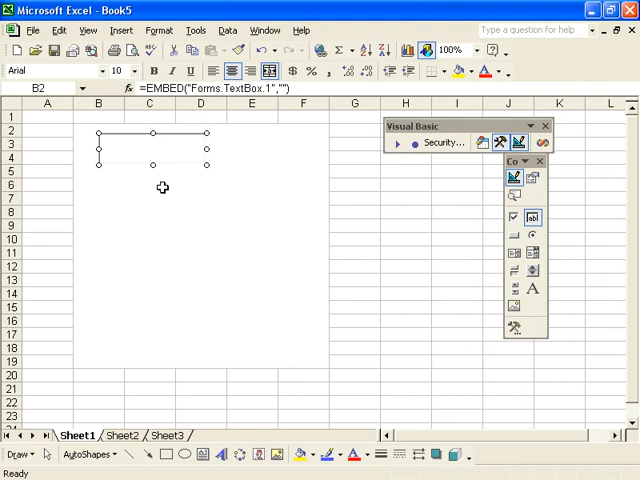 Microsoft Excel - Book5
File Edit View Insert Format Tools Data Window Help
Type a question for help
Σ 100%
Arial 10 B I U $ % ,
B2 fx =EMBED("Forms.TextBox.1","")
A B C D E F G H I J K L
1
2
3
4
5
6
7
8
9
10
11
12
13
14
15
16
17
18
19
20
21
22
23
24
Visual Basic
Security...
Co
ab|
A
Sheet1 Sheet2 Sheet3
Draw AutoShapes A A
Ready